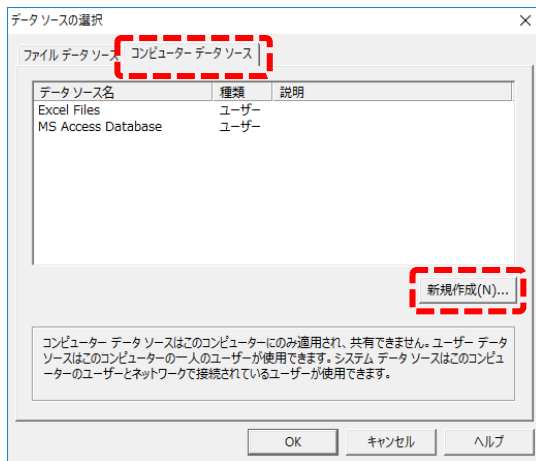 データ ソースの選択
ファイル データ ソース
コンピューター データ ソース
データ ソース名 種類 説明
Excel Files ユーザー
MS Access Database ユーザー
新規作成(N)...
コンピューター データ ソースはこのコンピューターにのみ適用され、共有できません。ユーザー データ
ソースはこのコンピューターの一人のユーザーが使用できます。システム データ ソースはこのコンピュ
ーターのユーザーとネットワークで接続されているユーザーが使用できます。
OK キャンセル ヘルプ